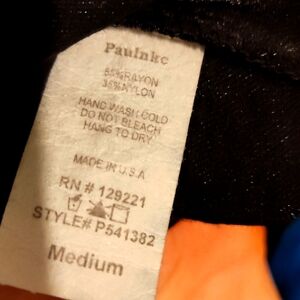 Paulnkc
65%RAYON
35%NYLON
HAND WASH COLD
DO NOT BLEACH
HANG TO DRY
MADE IN U.S.A
RN # 129221
STYLE# P541382
Medium